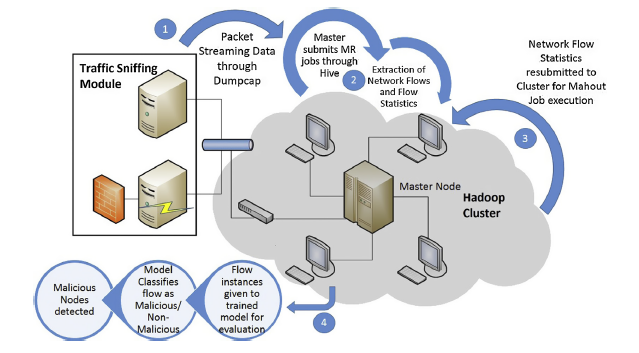 1
Packet
Streaming Data
through
Dumpcap
Master
submits MR
jobs through
Hive
2
Extraction of
Network Flows
and Flow
Statistics
Network Flow
Statistics
resubmitted to
Cluster for Mahout
Job execution
3
Traffic Sniffing
Module
Master Node
Hadoop
Cluster
4
Flow
instances
given to
trained
model for
evaluation
Model
Classifies
flow as
Malicious/
Non-
Malicious
Malicious
Nodes
detected